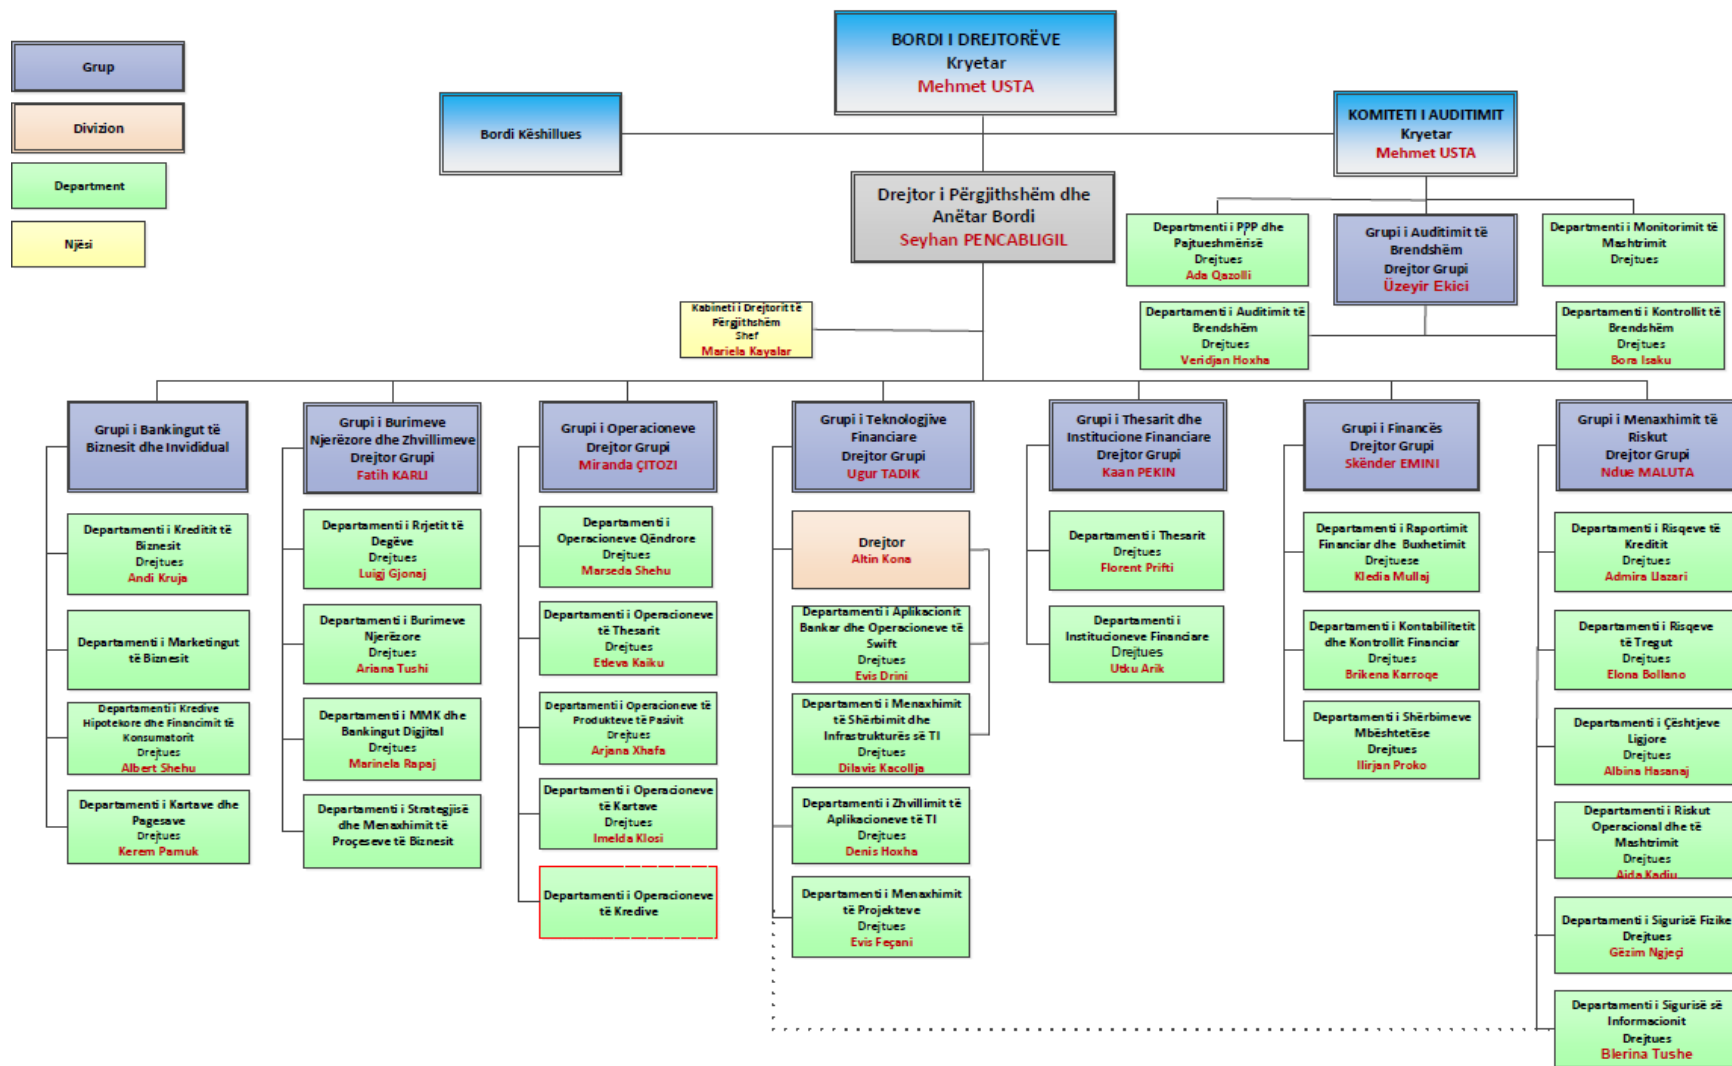 Grup
Divizion
Department
Njësi
BORDI I DREJTORËVE
Kryetar
Mehmet USTA
Bordi Këshillues
KOMITETI I AUDITIMIT
Kryetar
Mehmet USTA
Drejtor i Përgjithshëm dhe
Anëtar Bordi
Seyhan PENCABLIGIL
Departmenti i PPP dhe
Pajtueshmërisë
Drejtues
Ada Qazolli
Grupi i Auditimit të
Brendshëm
Drejtor Grupi
Üzeyir Ekici
Departmenti i Monitorimit të
Mashtrimit
Drejtues
Kabineti i Drejtorit të
Përgjithshëm
Shef
Mariela Kayalar
Departamenti i Auditimit të
Brendshëm
Drejtues
Veridjan Hoxha
Departamenti i Kontrollit të
Brendshëm
Drejtues
Bora Isaku
Grupi i Bankingut të
Biznesit dhe Invididual
Departamenti i Kreditit të
Biznesit
Drejtues
Andi Kruja
Departamenti i Marketingut
të Biznesit
Departamenti i Kredive
Hipotekore dhe Financimit të
Konsumatorit
Drejtues
Albert Shehu
Departamenti i Kartave dhe
Pagesave
Drejtues
Kerem Pamuk
Grupi i Burimeve
Njerëzore dhe Zhvillimeve
Drejtor Grupi
Fatih KARLI
Departamenti i Rrjetit të
Degëve
Drejtues
Luigj Gjonaj
Departamenti i Burimeve
Njerëzore
Drejtues
Ariana Tushi
Departamenti i MMK dhe
Bankingut Digjital
Drejtues
Marinela Rapaj
Departamenti i Strategjisë
dhe Menaxhimit të
Proçeseve të Biznesit
Grupi i Operacioneve
Drejtor Grupi
Miranda ÇITOZI
Departamenti i
Operacioneve Qëndrore
Drejtues
Marseda Shehu
Departamenti i Operacioneve
të Thesarit
Drejtues
Etleva Kaiku
Departamenti i Operacioneve të
Produkteve të Pasivit
Drejtues
Arjana Xhafa
Departamenti i Operacioneve
të Kartave
Drejtues
Imelda Klosi
Departamenti i Operacioneve
të Kredive
Grupi i Teknologjive
Financiare
Drejtor Grupi
Ugur TADIK
Drejtor
Altin Kona
Departamenti i Aplikacionit
Bankar dhe Operacioneve të
Swift
Drejtues
Evis Drini
Departamenti i Menaxhimit
të Shërbimit dhe
Infrastrukturës së TI
Drejtues
Dilavis Kacollja
Departamenti i Zhvillimit të
Aplikacioneve të TI
Drejtues
Denis Hoxha
Departamenti i Menaxhimit
të Projekteve
Drejtues
Evis Feçani
Grupi i Thesarit dhe
Institucione Financiare
Drejtor Grupi
Kaan PEKIN
Departamenti i Thesarit
Drejtues
Florent Prifti
Departamenti i
Institucioneve Financiare
Drejtues
Utku Arik
Grupi i Financës
Drejtor Grupi
Skënder EMINI
Departamenti i Raportimit
Financiar dhe Buxhetimit
Drejtuese
Kledia Mullaj
Departamenti i Kontabilitetit
dhe Kontrollit Financiar
Drejtues
Brikena Karroqe
Departamenti i Shërbimeve
Mbështetëse
Drejtues
Ilirjan Proko
Grupi i Menaxhimit të
Riskut
Drejtor Grupi
Ndue MALUTA
Departamenti i Risqeve të
Kreditit
Drejtues
Admira Llazari
Departamenti i Risqeve
të Tregut
Drejtues
Elona Bollano
Departamenti i Çështjeve
Ligjore
Drejtues
Albina Hasanaj
Departamenti i Riskut
Operacional dhe të
Mashtrimit
Drejtues
Aida Kadiu
Departamenti i Sigurisë Fizike
Drejtues
Gëzim Ngjeçi
Departamenti i Sigurisë së
Informacionit
Drejtues
Blerina Tushe